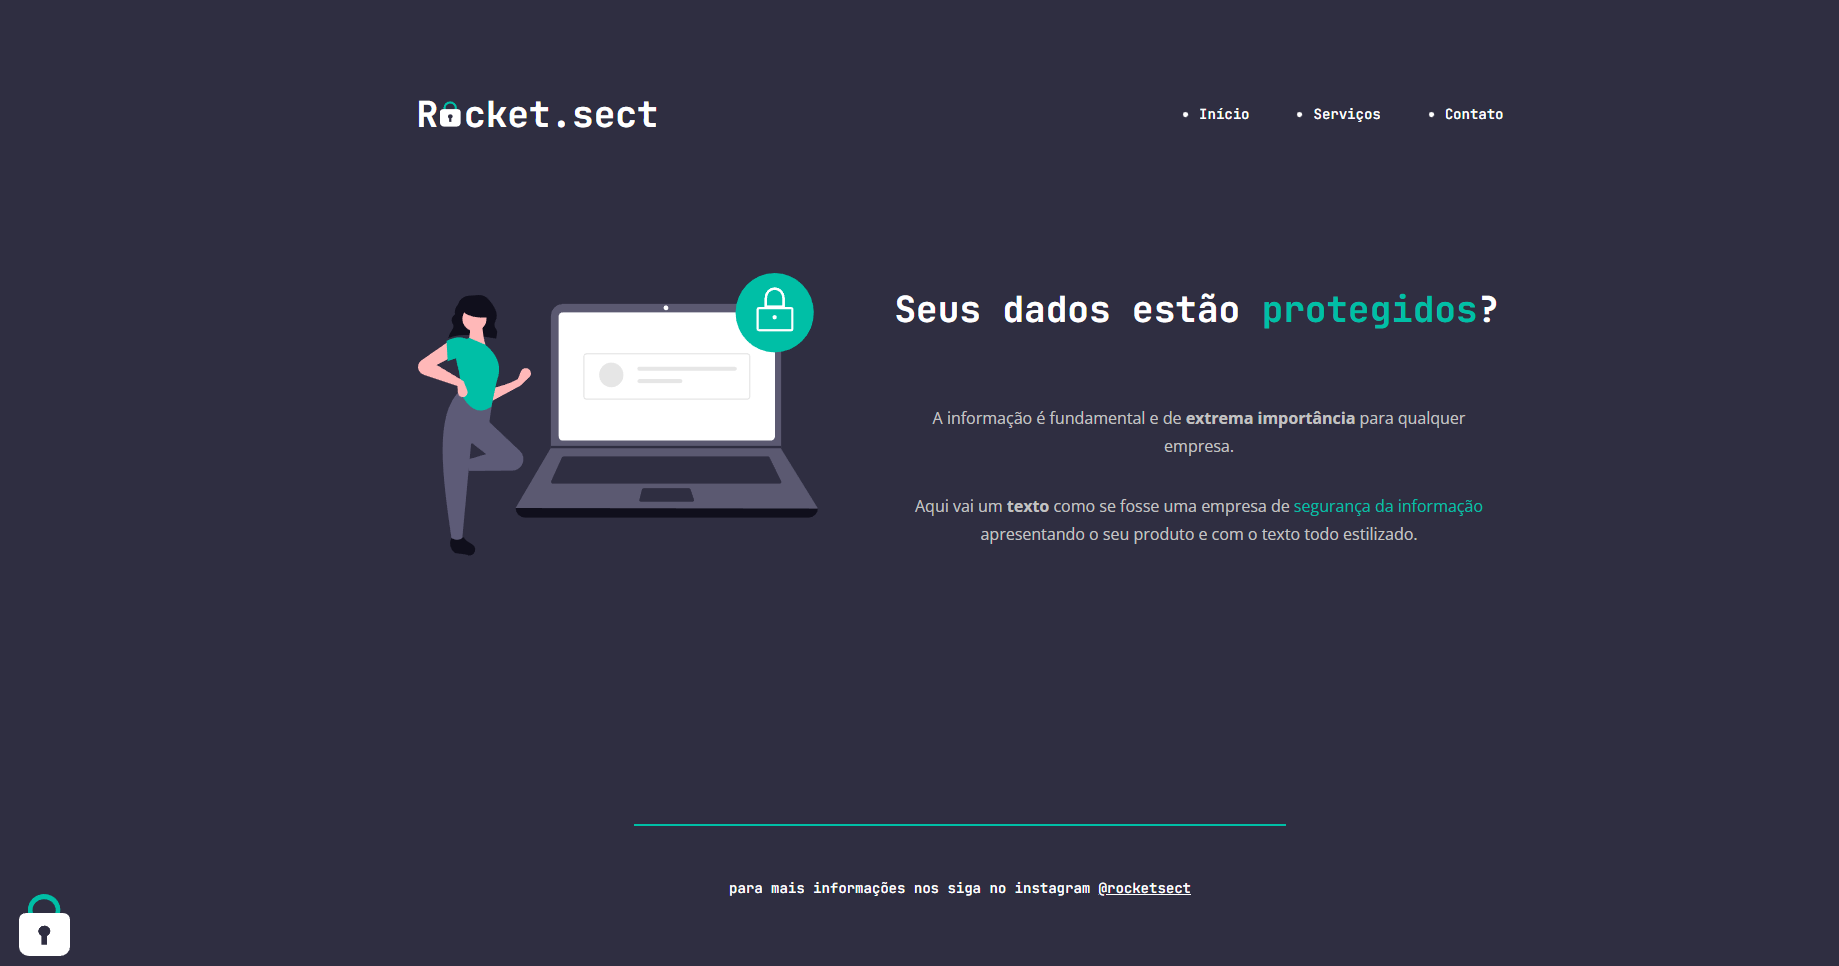 Rocket.sect
• Início • Serviços • Contato
Seus dados estão protegidos?
A informação é fundamental e de extrema importância para qualquer
empresa.
Aqui vai um texto como se fosse uma empresa de segurança da informação
apresentando o seu produto e com o texto todo estilizado.
para mais informações nos siga no instagram @rocketsect